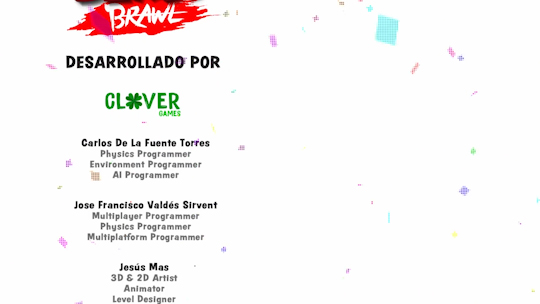 BRAWL
DESARROLLADO POR
CLOVER
GAMES
Carlos De La Fuente Torres
Physics Programmer
Environment Programmer
AI Programmer
Jose Francisco Valdés Sirvent
Multiplayer Programmer
Physics Programmer
Multiplatform Programmer
Jesús Mas
3D & 2D Artist
Animator
Level Designer